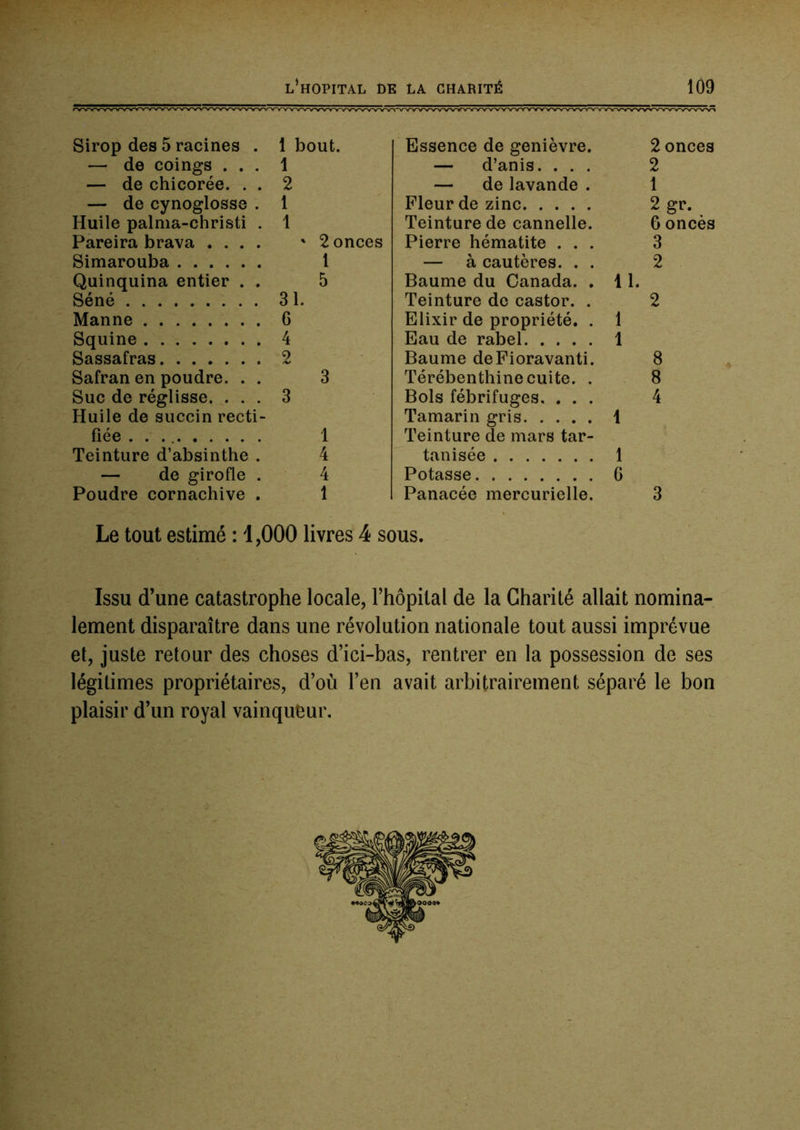 L'HOPITAL DE LA CHARITÉ 109
Sirop des 5 racines . 1 bout.
— de coings . . . 1
— de chicorée. . . 2
— de cynoglosse . 1
Huile palma-christi . 1
Pareira brava . . . . 2 onces
Simarouba . . . . . . 1
Quinquina entier . . 5
Séné . . . . . . . . . 3 l.
Manne . . . . . . . . 6
Squine . . . . . . . . 4
Sassafras. . . . . . . 2
Safran en poudre. . . 3
Suc de réglisse. . . . 3
Huile de succin recti-
fiée . . . . . . . . . . 1
Teinture d'absinthe . 4
— de girofle . 4
Poudre cornachive . 1
Essence de genièvre. 2 onces
— d'anis. . . . 2
— de lavande . 1
Fleur de zinc. . . . . 2 gr.
Teinture de cannelle. 6 oncès
Pierre hématite . . . 3
— à cautères. . . 2
Baume du Canada. . 1 l.
Teinture de castor. . 2
Elixir de propriété. . 1
Eau de rabel. . . . . 1
Baume de Fioravanti. 8
Térébenthine cuite. . 8
Bols fébrifuges. . . . 4
Tamarin gris. . . . . 1
Teinture de mars tar-
tanisée . . . . . . . 1
Potasse. . . . . . . . 6
Panacée mercurielle. 3
Le tout estimé : 1,000 livres 4 sous.
Issu d'une catastrophe locale, l'hôpital de la Charité allait nomina-
lement disparaître dans une révolution nationale tout aussi imprévue
et, juste retour des choses d'ici-bas, rentrer en la possession de ses
légitimes propriétaires, d'où l'en avait arbitrairement séparé le bon
plaisir d'un royal vainqueur.